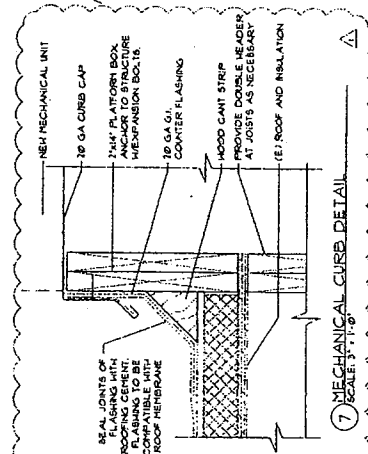 NEW MECHANICAL UNIT
20 GA CURB CAP
2"x14" PLATFORM BOX
ANCHOR TO STRUCTURE
W/EXPANSION BOLTS.
20 GA G.I.
COUNTER FLASHING
WOOD CANT STRIP
PROVIDE DOUBLE HEADER
AT JOISTS AS NECESSARY
(E) ROOF AND INSULATION
SEAL JOINTS OF
FLASHING WITH
ROOFING CEMENT.
FLASHING TO BE
COMPATIBLE WITH
ROOF MEMBRANE
7 MECHANICAL CURB DETAIL
SCALE: 3" = 1'-0"
1